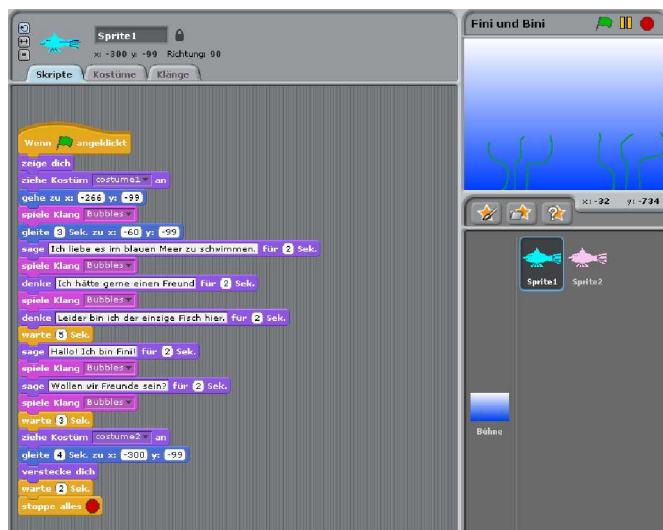 Sprite1
x: -300 y: -99 Richtung: 90
Skripte Kostüme Klänge
Wenn angeklickt
zeige dich
ziehe Kostüm costume1 an
gehe zu x: -266 y: -99
spiele Klang Bubbles
gleite 3 Sek. zu x: -60 y: -99
sage Ich liebe es im blauen Meer zu schwimmen. für 2 Sek.
spiele Klang Bubbles
denke Ich hätte gerne einen Freund für 2 Sek.
spiele Klang Bubbles
denke Leider bin ich der einzige Fisch hier. für 2 Sek.
warte 5 Sek.
sage Hallo! Ich bin Fini! für 2 Sek.
spiele Klang Bubbles
sage Wollen wir Freunde sein? für 2 Sek.
spiele Klang Bubbles
warte 3 Sek.
ziehe Kostüm costume2 an
gleite 4 Sek. zu x: -300 y: -99
verstecke dich
warte 2 Sek.
stoppe alles
Fini und Bini
x: -32 y: -734
Sprite1 Sprite2
Bühne